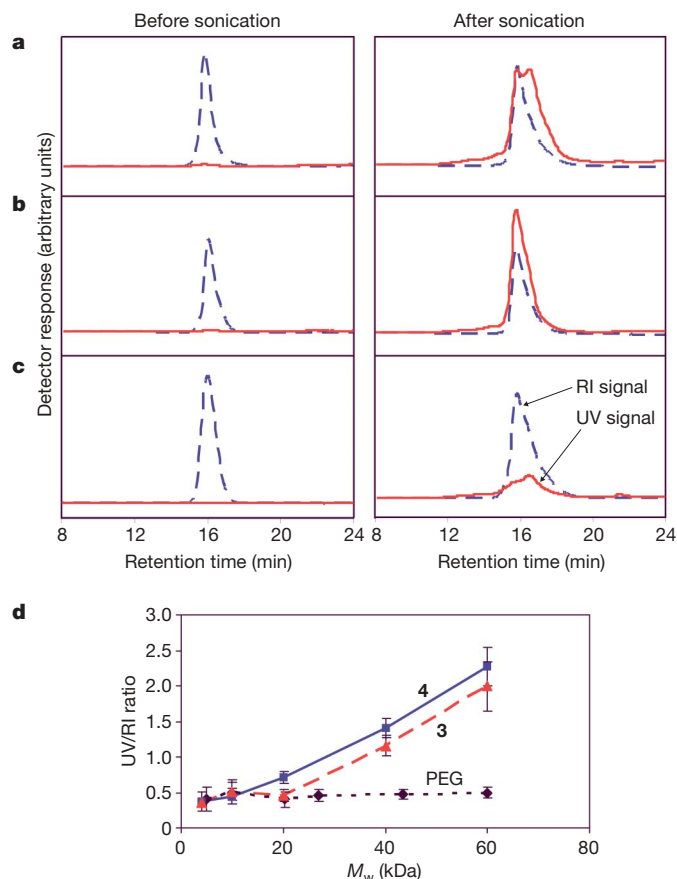 Before sonication
After sonication
a
b
c
Detector response (arbitrary units)
RI signal
UV signal
8 12 16 20 24
8 12 16 20 24
Retention time (min)
Retention time (min)
d
3.0
2.5
2.0
1.5
1.0
0.5
0
UV/RI ratio
4
3
PEG
0 20 40 60 80
Mw (kDa)